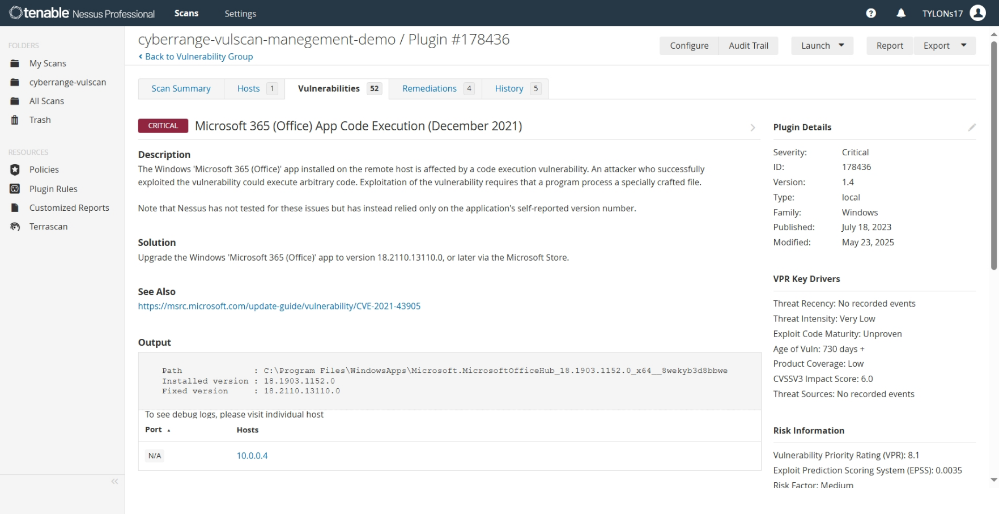 tenable Nessus Professional Scans Settings TYLONs17
FOLDERS
My Scans
cyberrange-vulscan
All Scans
Trash
RESOURCES
Policies
Plugin Rules
Customized Reports
Terrascan
cyberrange-vulscan-manegement-demo / Plugin #178436
‹ Back to Vulnerability Group
Configure Audit Trail Launch Report Export
Scan Summary Hosts 1 Vulnerabilities 52 Remediations 4 History 5
CRITICAL Microsoft 365 (Office) App Code Execution (December 2021)
Description
The Windows 'Microsoft 365 (Office)' app installed on the remote host is affected by a code execution vulnerability. An attacker who successfully
exploited the vulnerability could execute arbitrary code. Exploitation of the vulnerability requires that a program process a specially crafted file.
Note that Nessus has not tested for these issues but has instead relied only on the application's self-reported version number.
Solution
Upgrade the Windows 'Microsoft 365 (Office)' app to version 18.2110.13110.0, or later via the Microsoft Store.
See Also
https://msrc.microsoft.com/update-guide/vulnerability/CVE-2021-43905
Output
Path : C:\Program Files\WindowsApps\Microsoft.MicrosoftOfficeHub_18.1903.1152.0_x64__8wekyb3d8bbwe
Installed version : 18.1903.1152.0
Fixed version : 18.2110.13110.0
To see debug logs, please visit individual host
Port Hosts
N/A 10.0.0.4
Plugin Details
Severity: Critical
ID: 178436
Version: 1.4
Type: local
Family: Windows
Published: July 18, 2023
Modified: May 23, 2025
VPR Key Drivers
Threat Recency: No recorded events
Threat Intensity: Very Low
Exploit Code Maturity: Unproven
Age of Vuln: 730 days +
Product Coverage: Low
CVSSV3 Impact Score: 6.0
Threat Sources: No recorded events
Risk Information
Vulnerability Priority Rating (VPR): 8.1
Exploit Prediction Scoring System (EPSS): 0.0035
Risk Factor: Medium